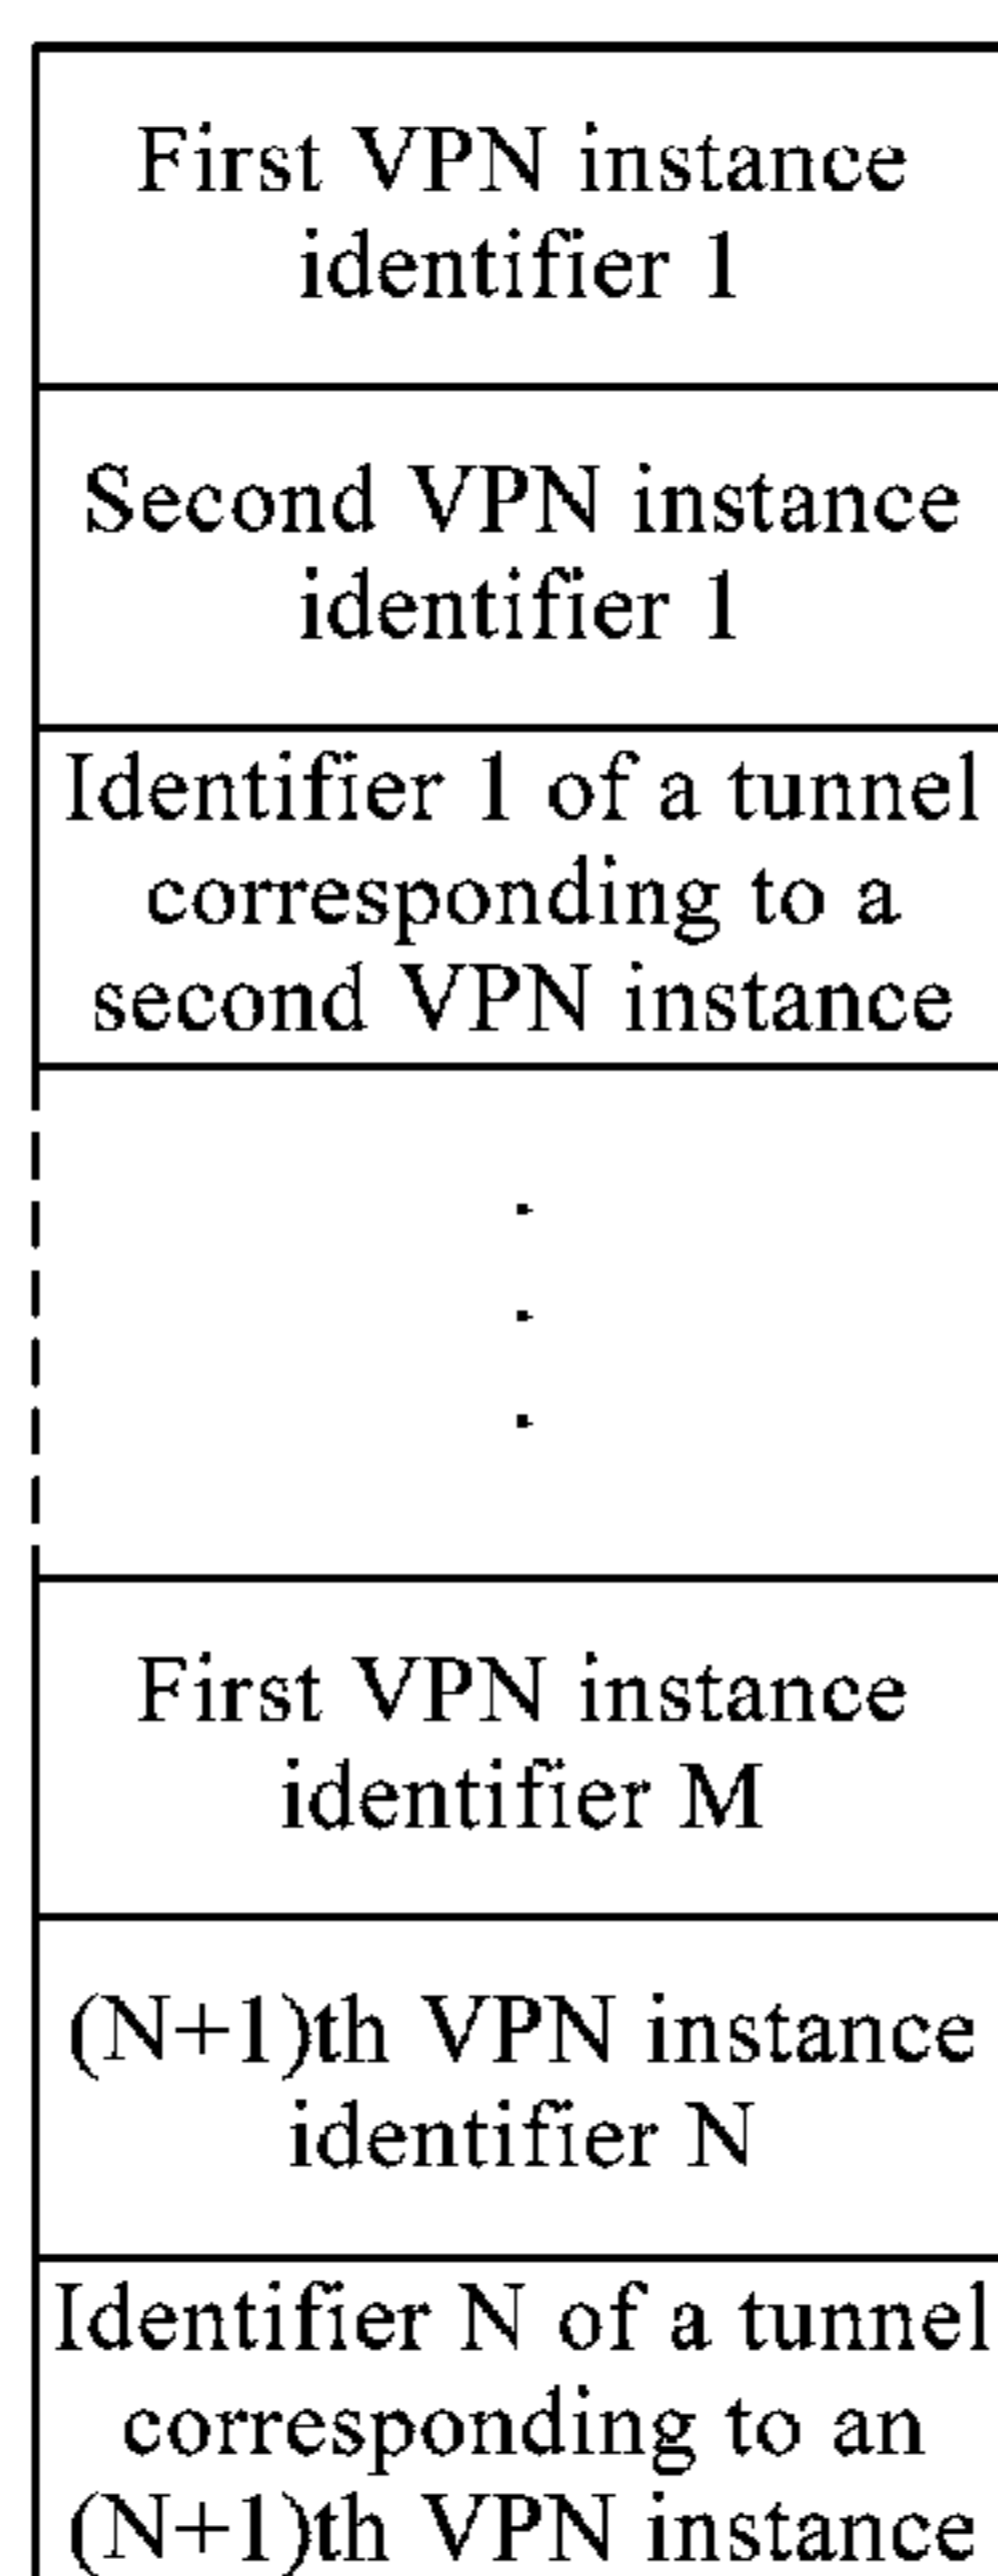 First VPN instance
identifier 1
Second VPN instance
identifier 1
Identifier 1 of a tunnel
corresponding to a
second VPN instance
.
.
.
First VPN instance
identifier M
(N+1)th VPN instance
identifier N
Identifier N of a tunnel
corresponding to an
(N+1)th VPN instance